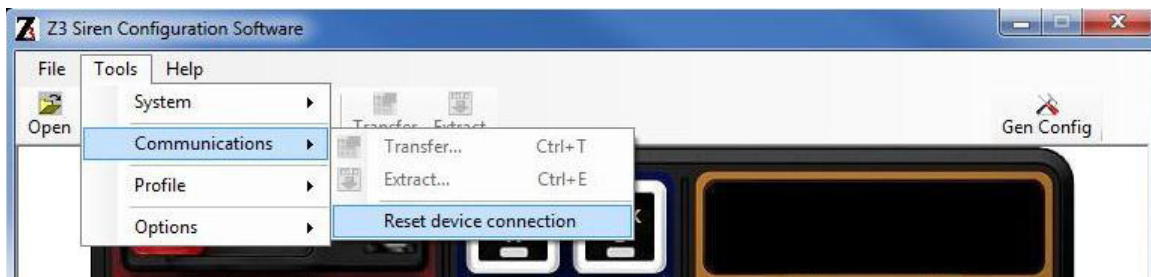 Z3 Siren Configuration Software
File Tools Help
Open Transfer Extract Gen Config
System
Communications
Profile
Options
Transfer... Ctrl+T
Extract... Ctrl+E
Reset device connection